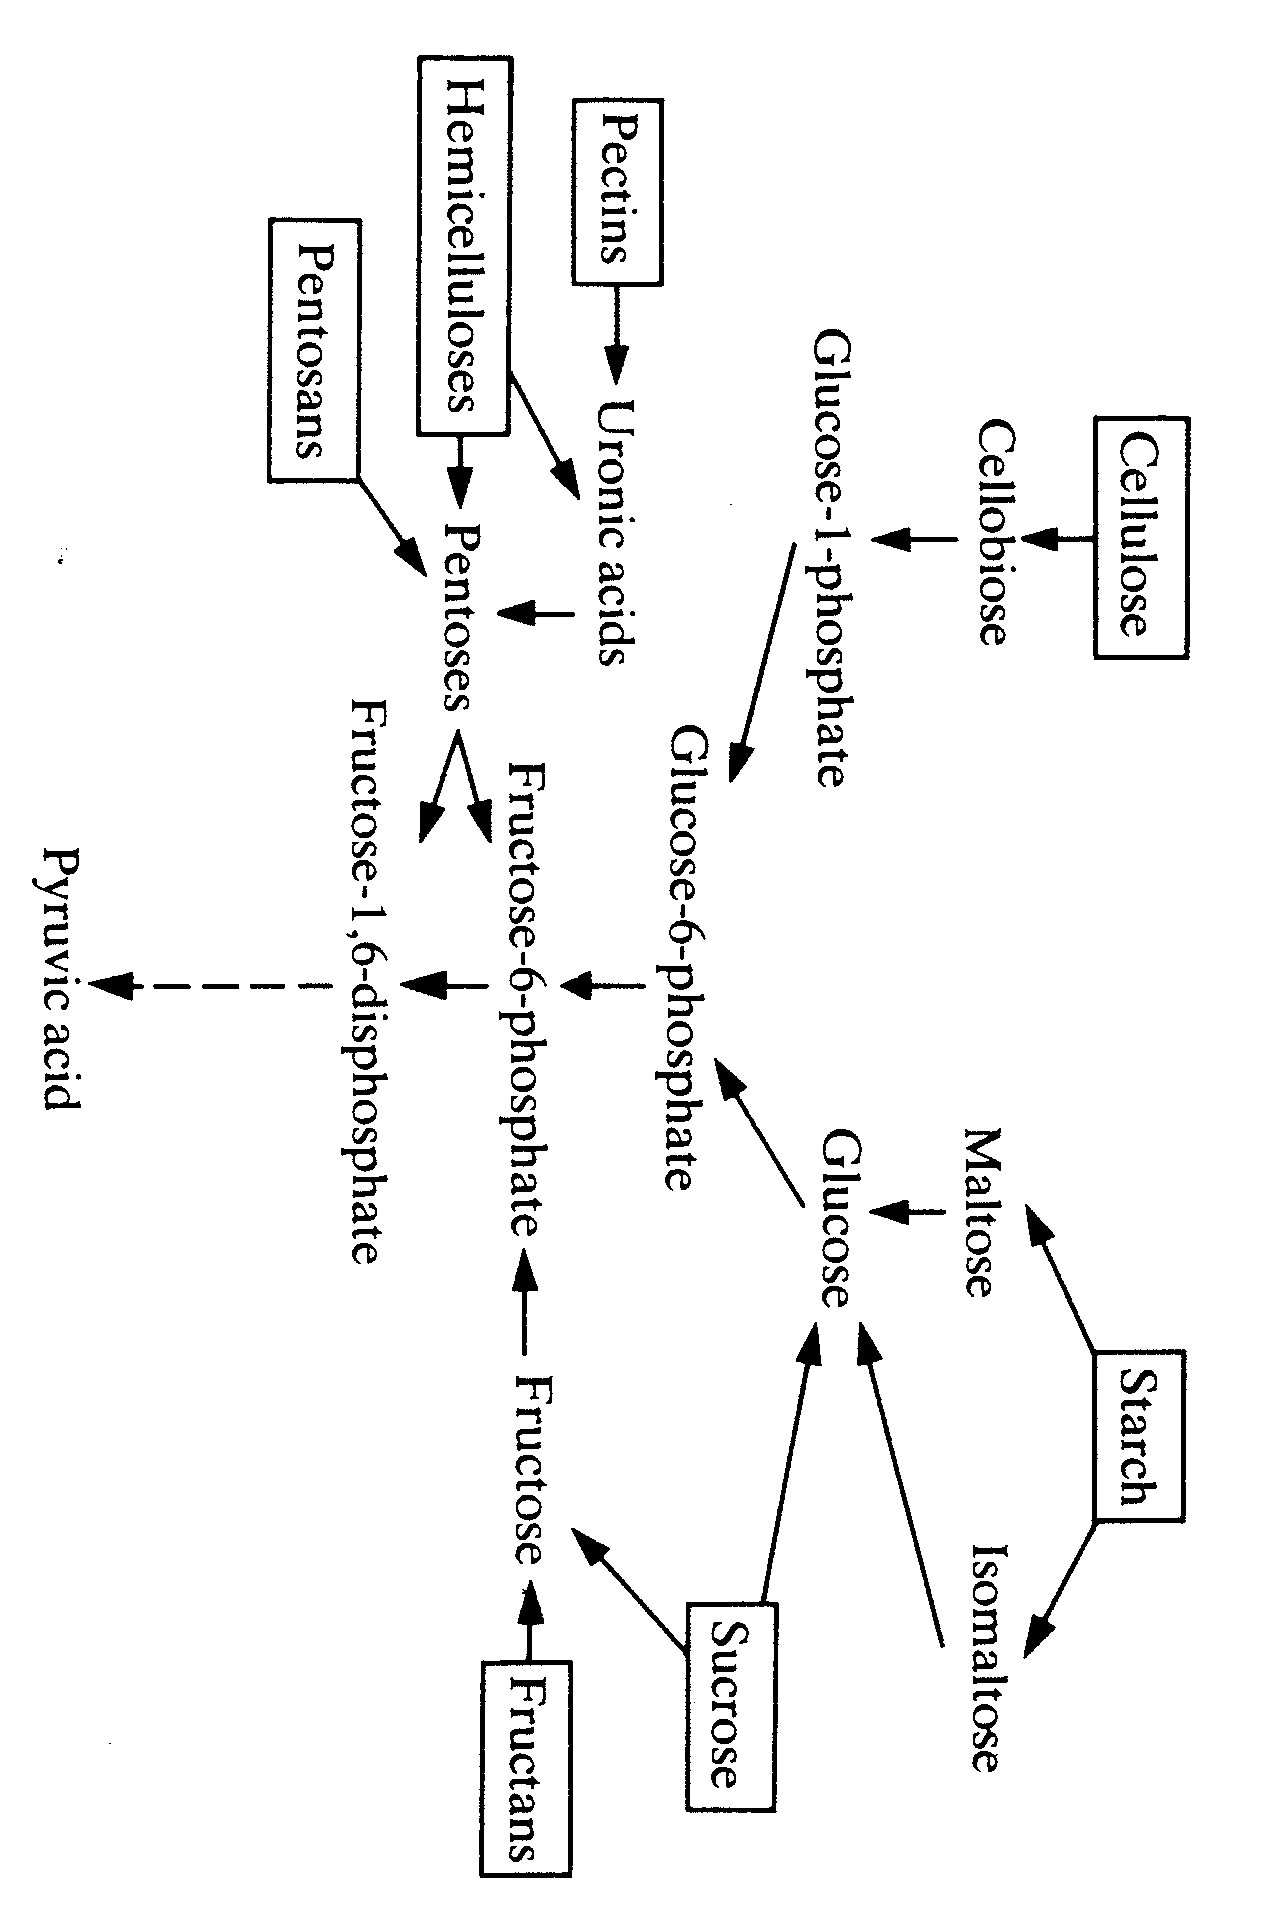 Cellulose
Starch
Cellobiose
Maltose
Isomaltose
Glucose-1-phosphate
Glucose
Sucrose
Glucose-6-phosphate
Pectins
Uronic acids
Fructose-6-phosphate
Fructose
Fructans
Hemicelluloses
Pentoses
Fructose-1,6-disphosphate
Pentosans
Pyruvic acid